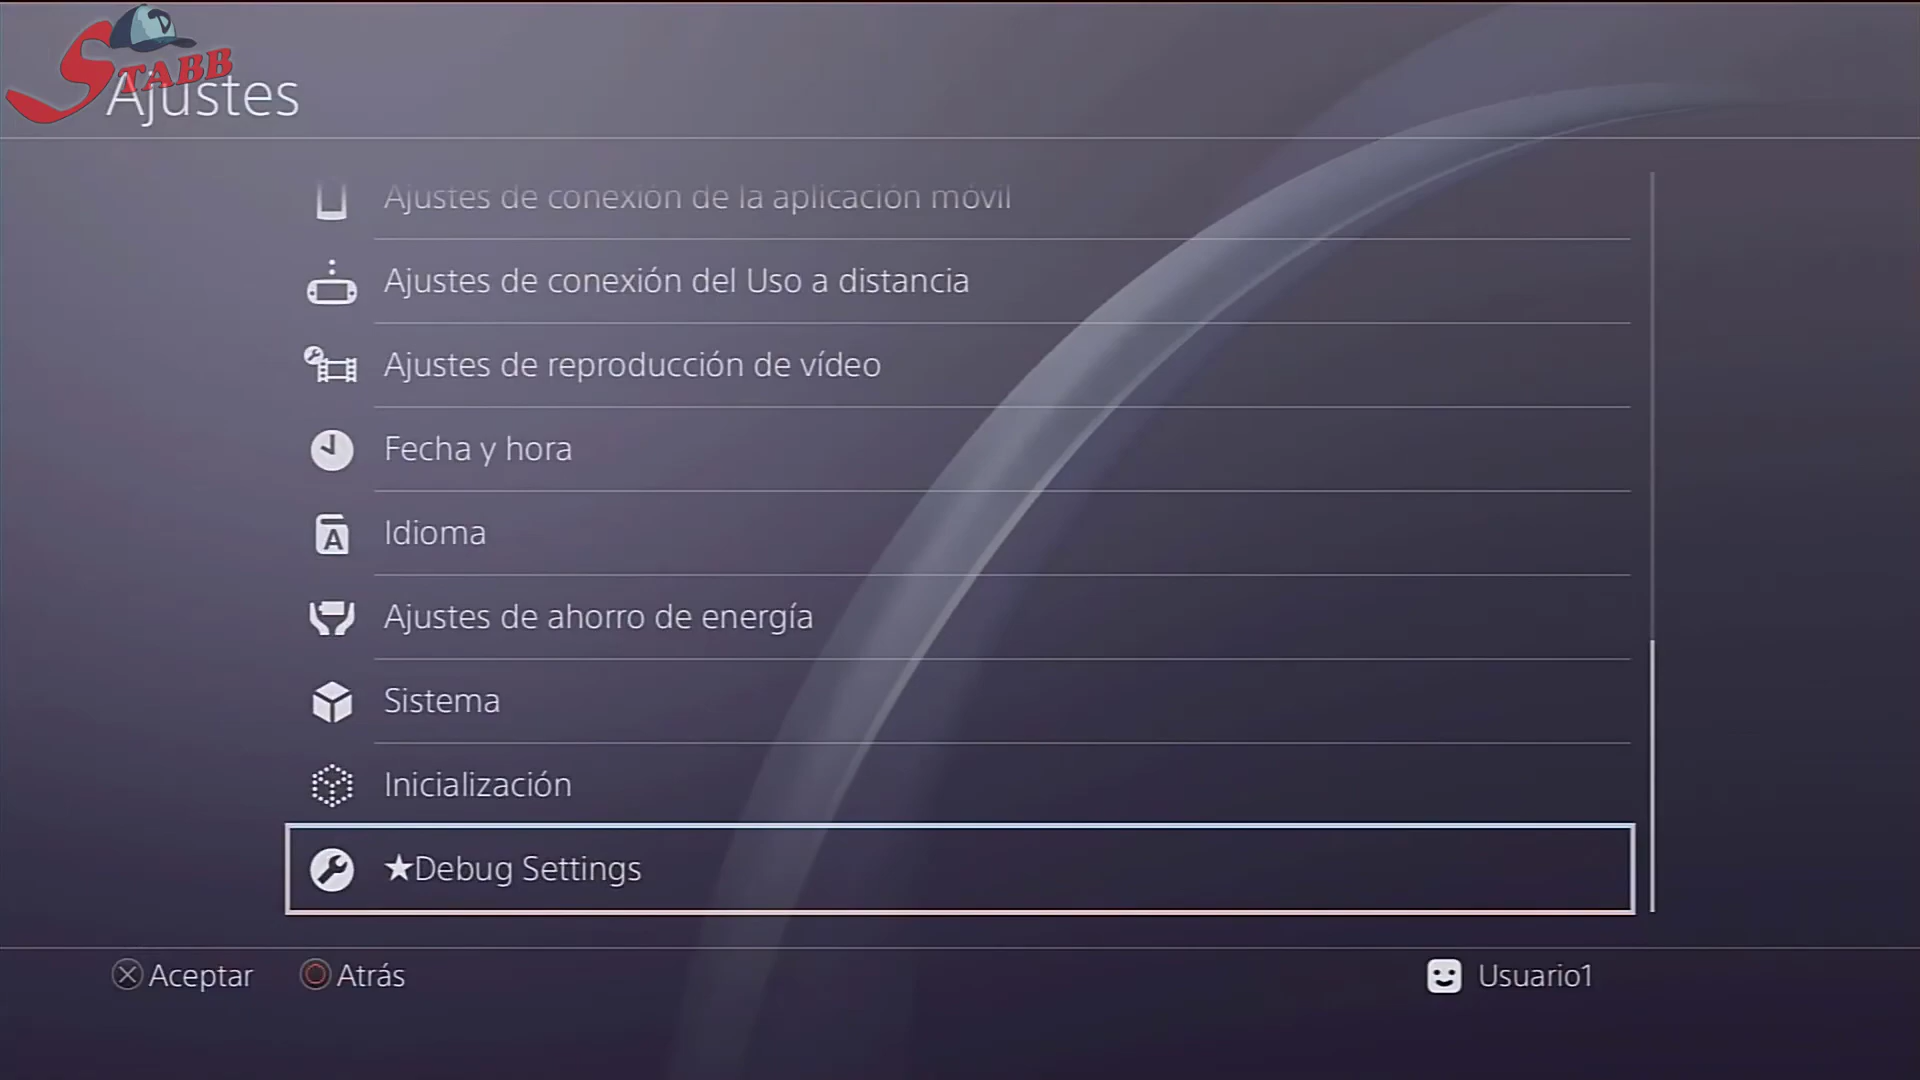 STABB
Ajustes
Ajustes de conexión de la aplicación móvil
Ajustes de conexión del Uso a distancia
Ajustes de reproducción de vídeo
Fecha y hora
A
Idioma
Ajustes de ahorro de energía
Sistema
Inicialización
★Debug Settings
Aceptar
Atrás
Usuario1